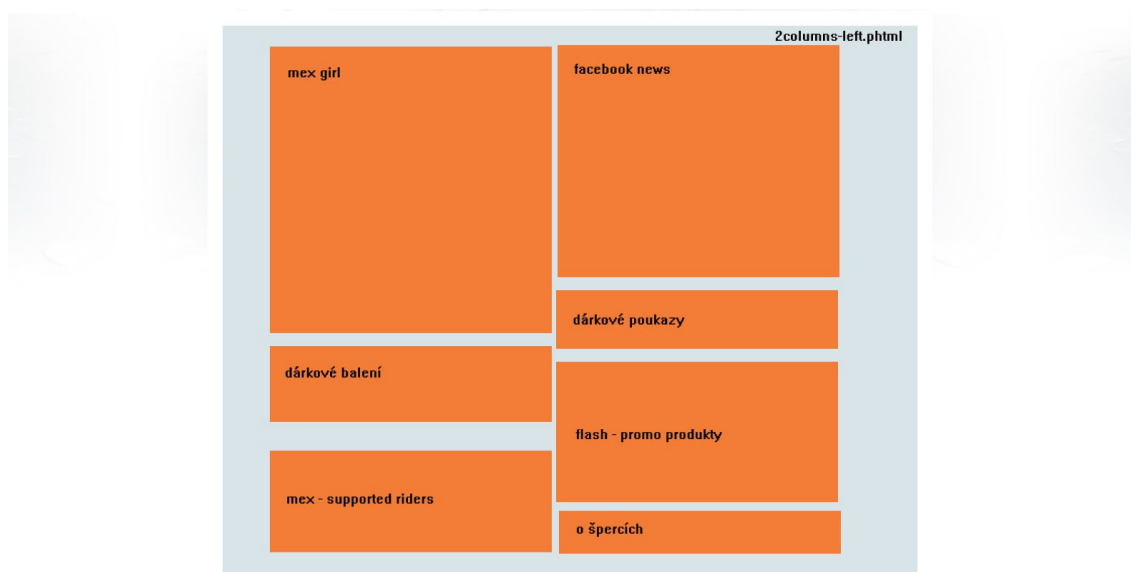 2columns-left.phtml
mex girl
facebook news
dárkové poukazy
dárkové balení
flash - promo produkty
mex - supported riders
o špercích